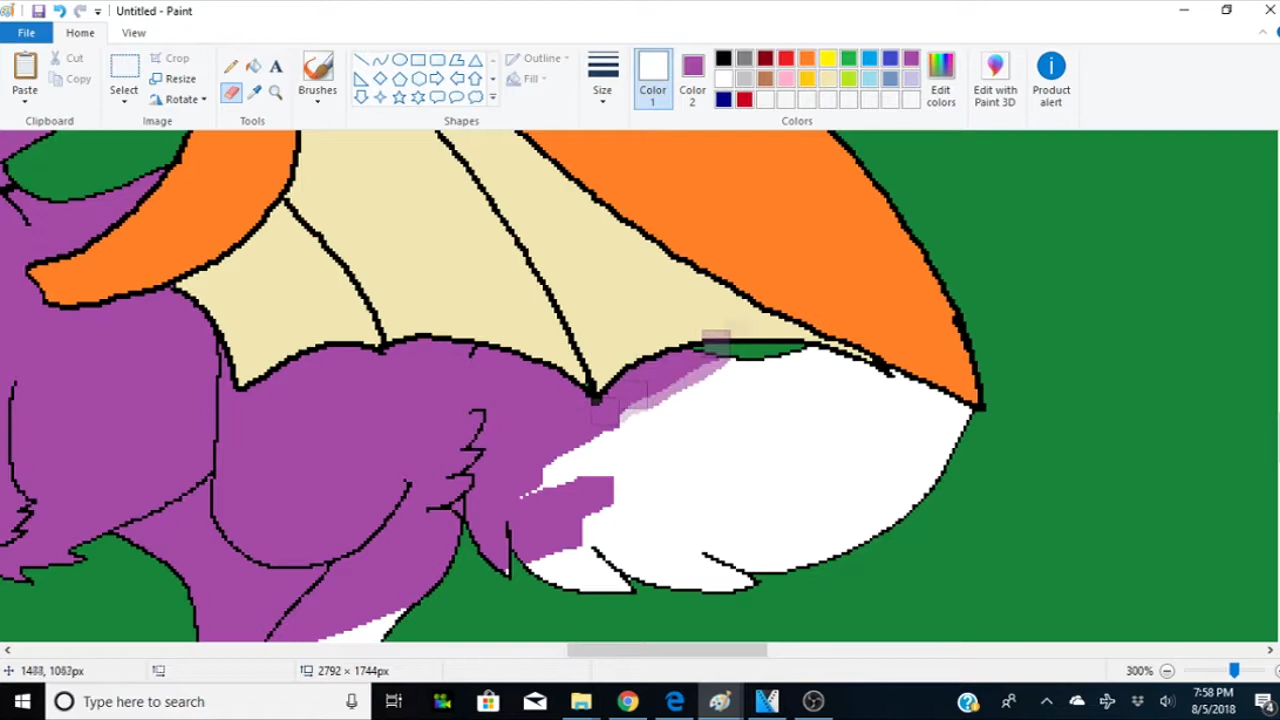 Untitled - Paint
File Home View
Paste
Cut
Copy
Clipboard
Select
Crop
Resize
Rotate
Image
A
Tools
Brushes
Shapes
Outline
Fill
Size
Color 1
Color 2
Colors
Edit colors
Edit with Paint 3D
Product alert
2792 × 1744px
300%
Type here to search
7:58 PM
8/5/2018
4